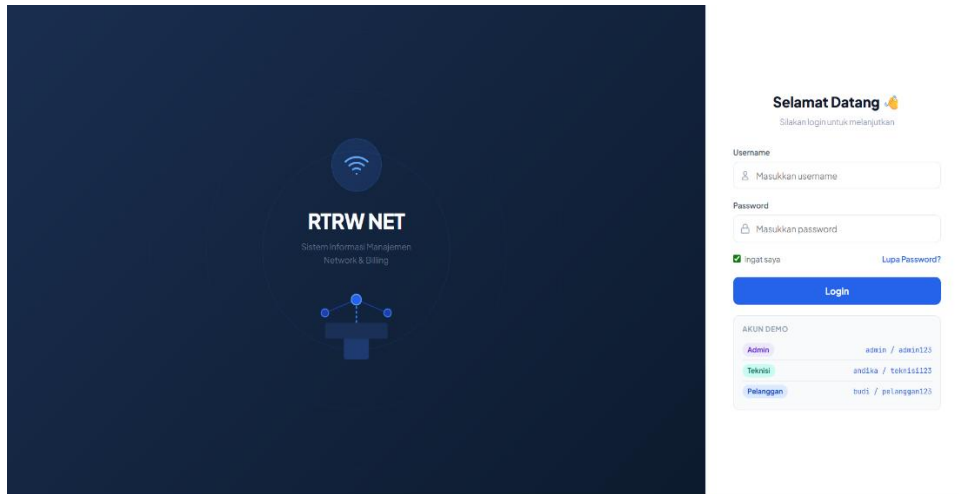 RTRW NET
Sistem Informasi Manajemen
Network & Billing
Selamat Datang 👋
Silakan login untuk melanjutkan
Username
Masukkan username
Password
Masukkan password
Ingat saya Lupa Password?
Login
AKUN DEMO
Admin admin / admin123
Teknisi andika / teknisi123
Pelanggan budi / pelanggan123